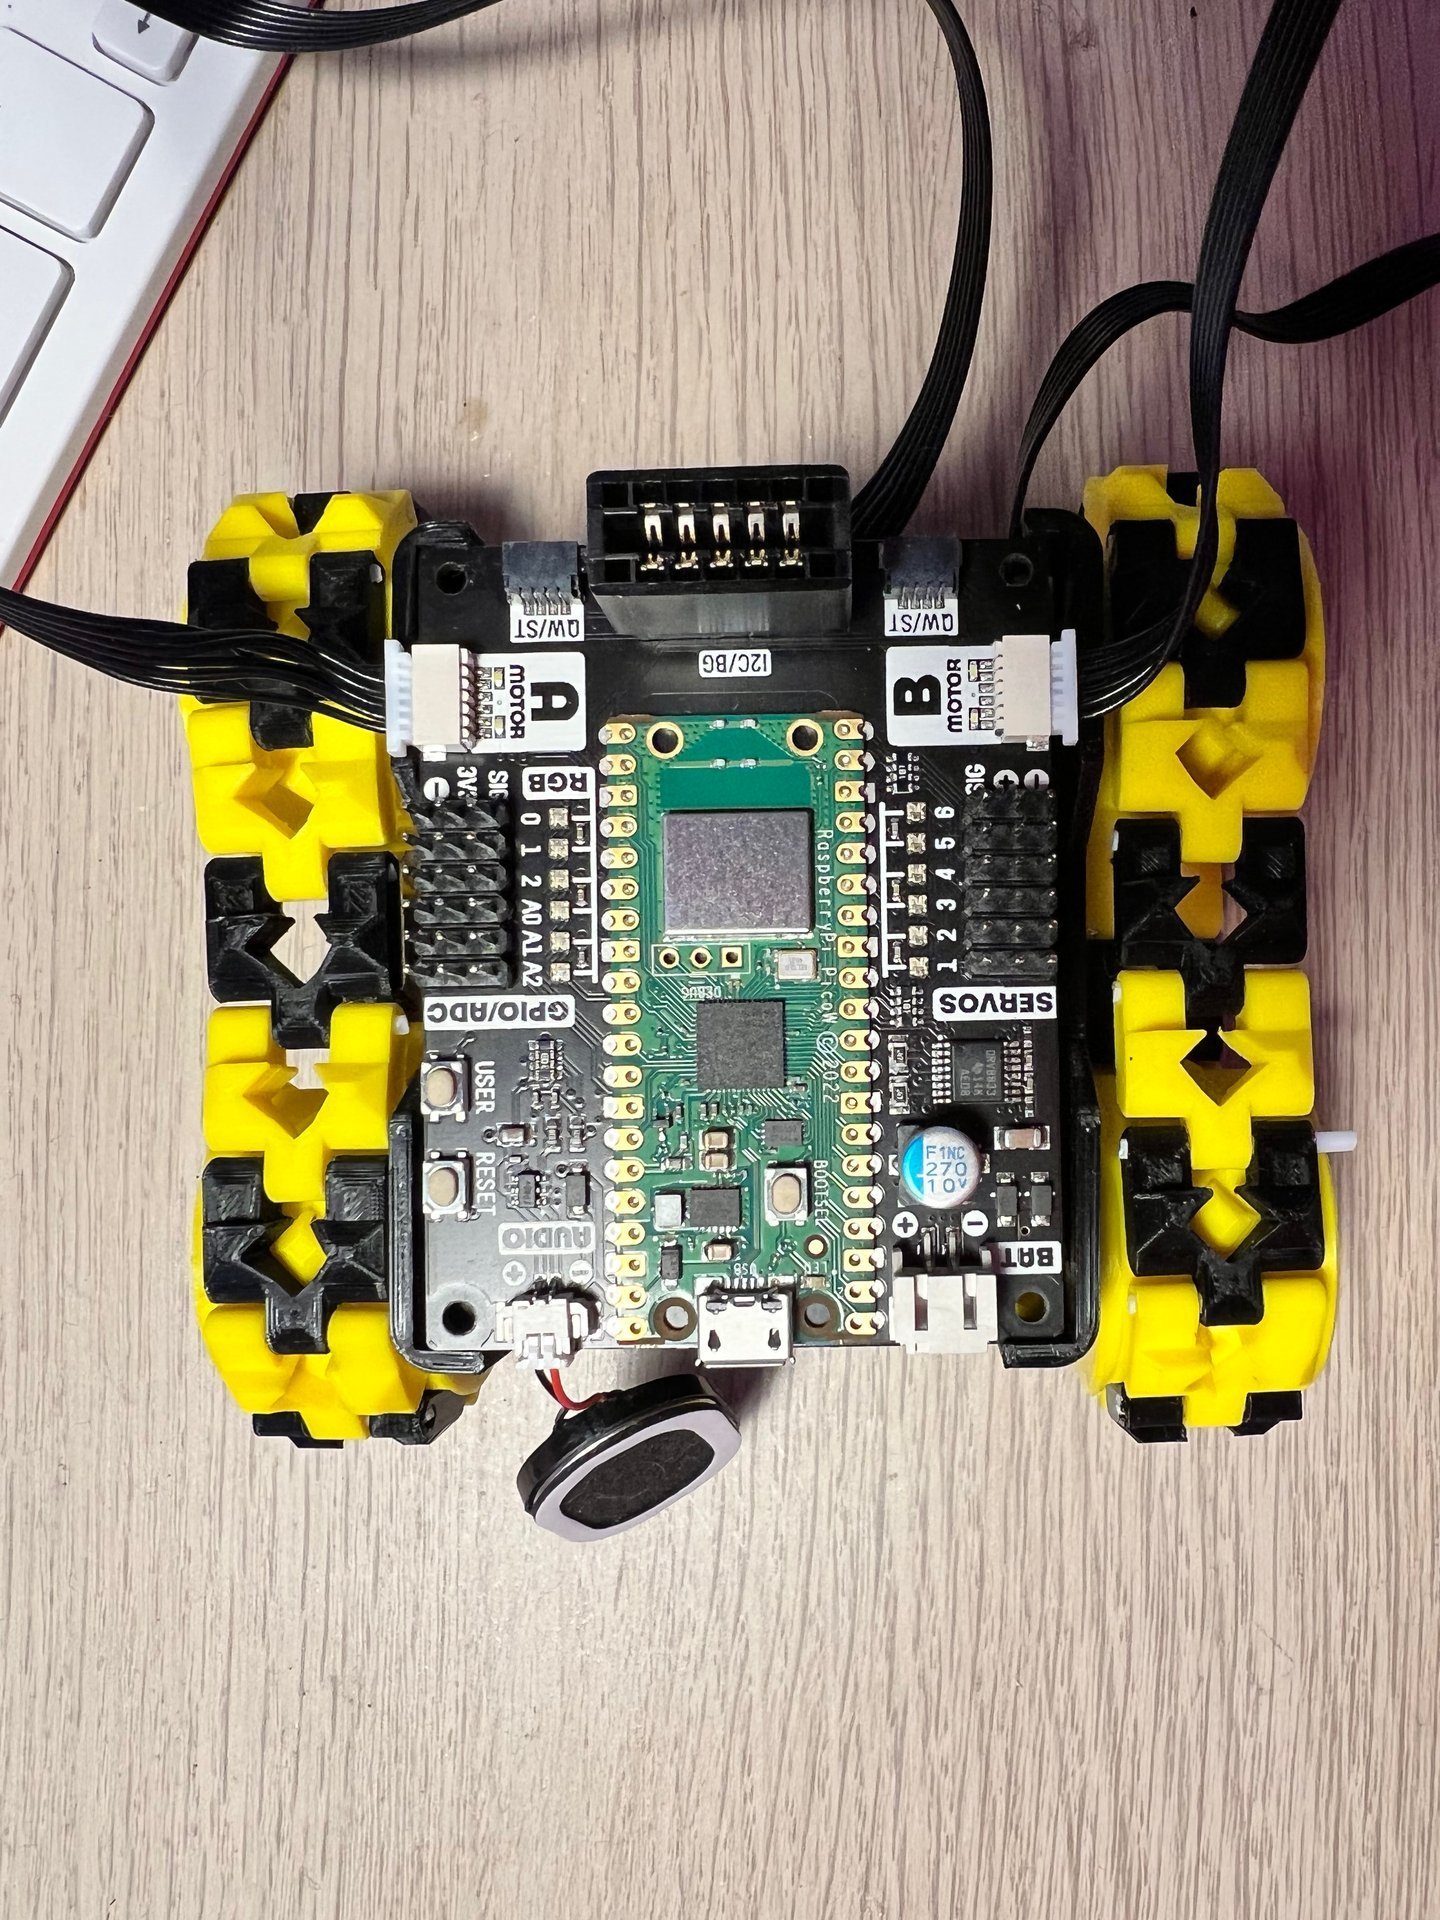 QW/ST
QW/ST
I2C/BG
A
MOTOR
B
MOTOR
RGB
SIG
0
1
2
A0
A1
A2
GPIO/ADC
USER
RESET
AUDIO
+
−
Raspberry Pi Pico W © 2022
DEBUG
BOOTSEL
LED
USB
SIG
+
−
6
5
4
3
2
1
SERVOS
F1NC
270
10V
+
−
BAT